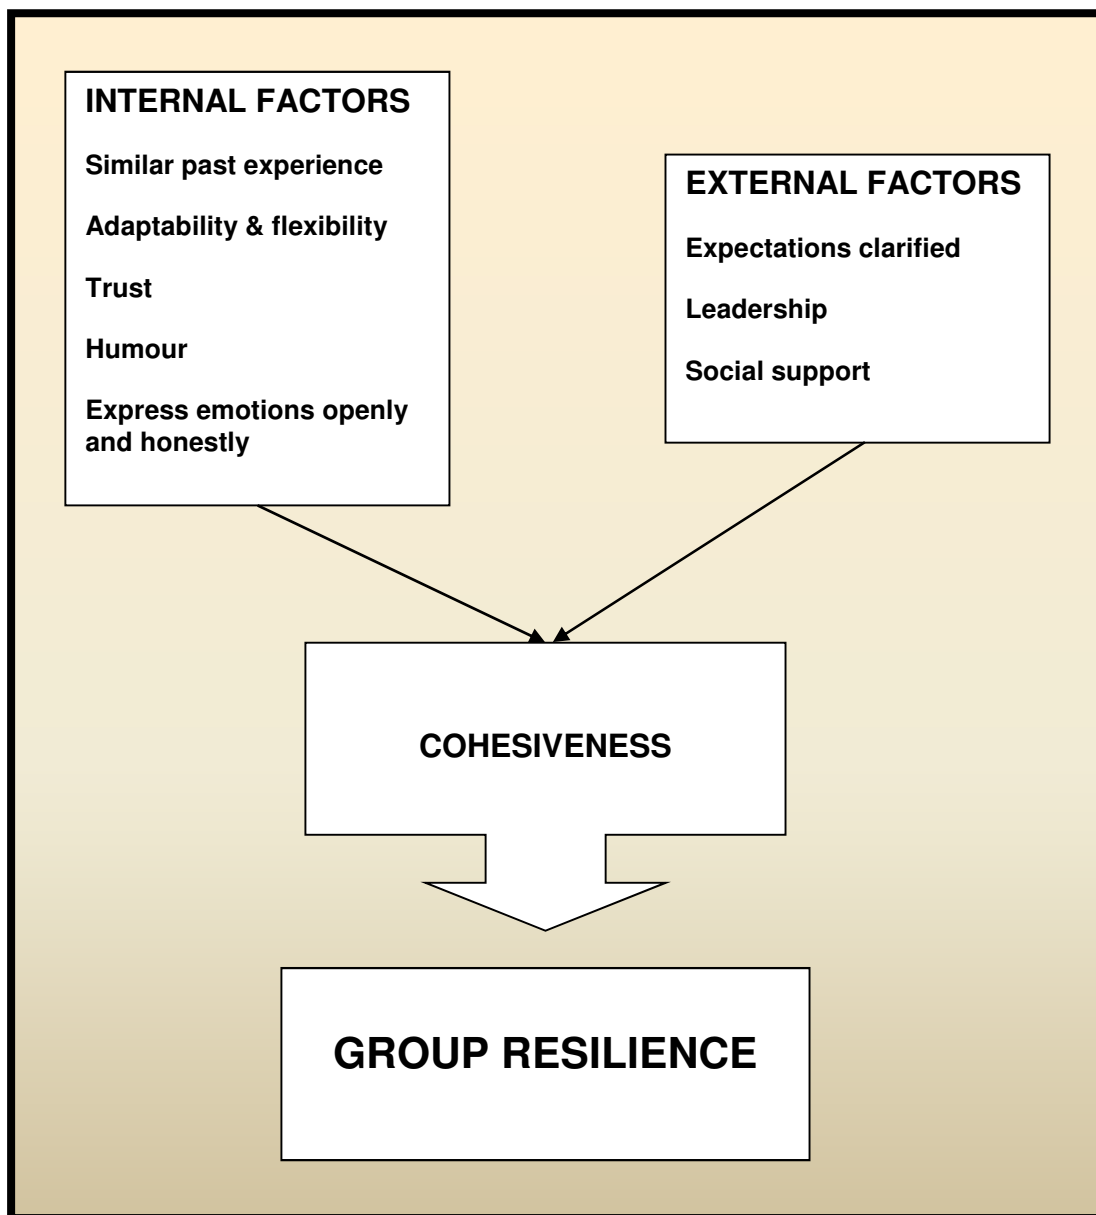 INTERNAL FACTORS
Similar past experience
Adaptability & flexibility
Trust
Humour
Express emotions openly
and honestly
EXTERNAL FACTORS
Expectations clarified
Leadership
Social support
COHESIVENESS
GROUP RESILIENCE